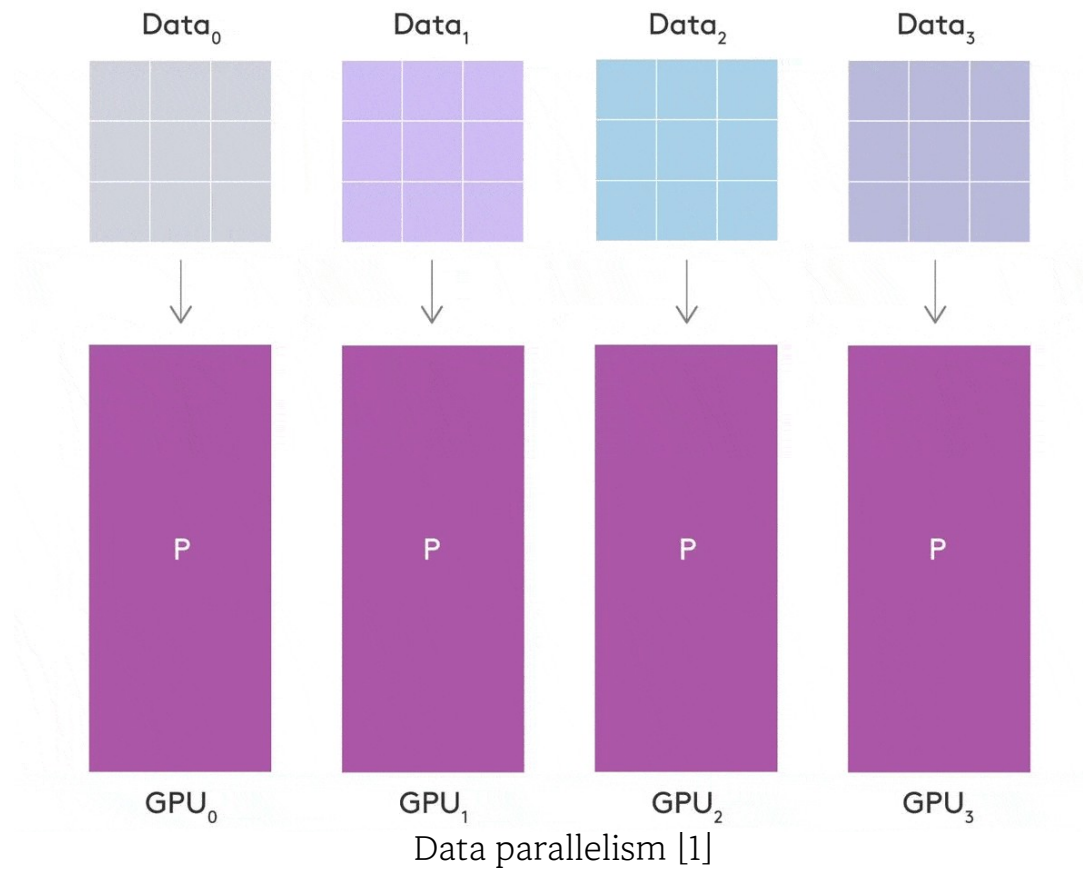 Data₀ Data₁ Data₂ Data₃
P P P P
GPU₀ GPU₁ GPU₂ GPU₃
Data parallelism [1]